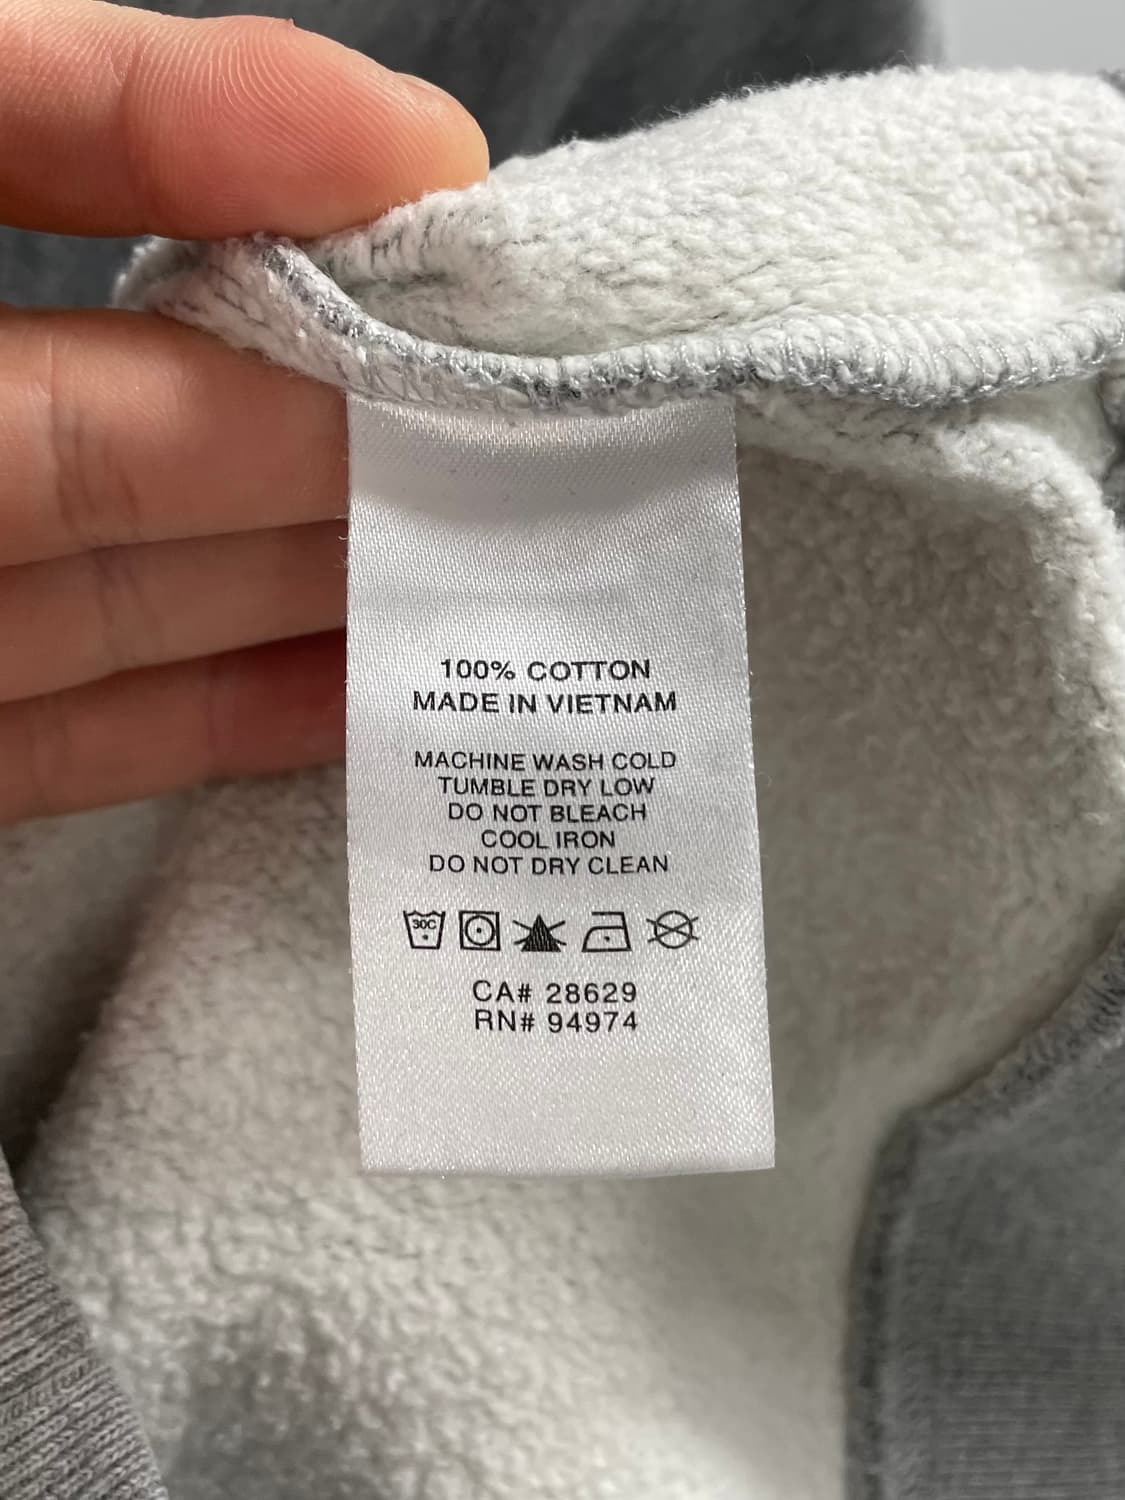 100% COTTON
MADE IN VIETNAM
MACHINE WASH COLD
TUMBLE DRY LOW
DO NOT BLEACH
COOL IRON
DO NOT DRY CLEAN
30C
CA# 28629
RN# 94974